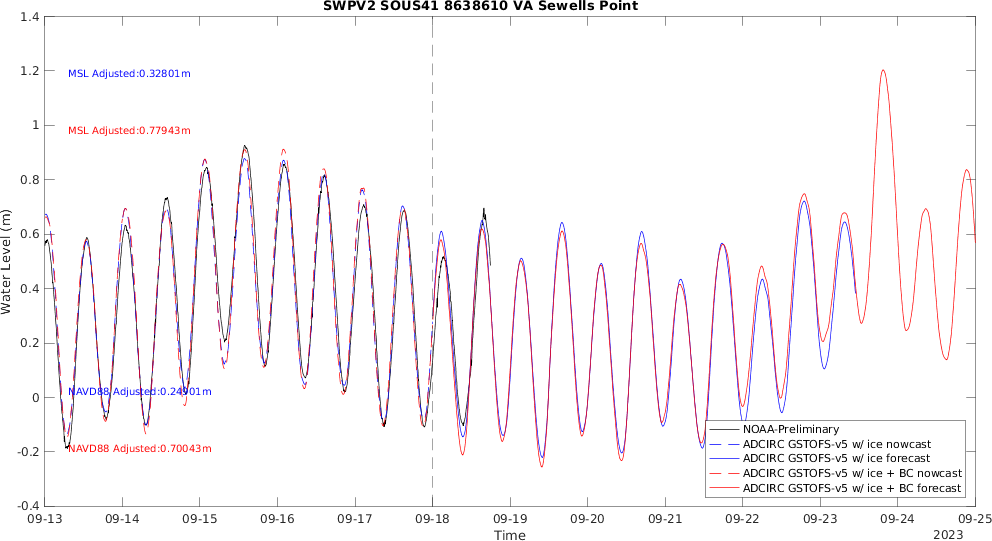 SWPV2 SOUS41 8638610 VA Sewells Point
1.4
1.2
1
0.8
0.6
0.4
0.2
0
-0.2
-0.4
Water Level (m)
MSL Adjusted:0.32801m
MSL Adjusted:0.77943m
NAVD88 Adjusted:0.24901m
NAVD88 Adjusted:0.70043m
NOAA-Preliminary
ADCIRC GSTOFS-v5 w/ ice nowcast
ADCIRC GSTOFS-v5 w/ ice forecast
ADCIRC GSTOFS-v5 w/ ice + BC nowcast
ADCIRC GSTOFS-v5 w/ ice + BC forecast
09-13 09-14 09-15 09-16 09-17 09-18 09-19 09-20 09-21 09-22 09-23 09-24 09-25
Time
2023